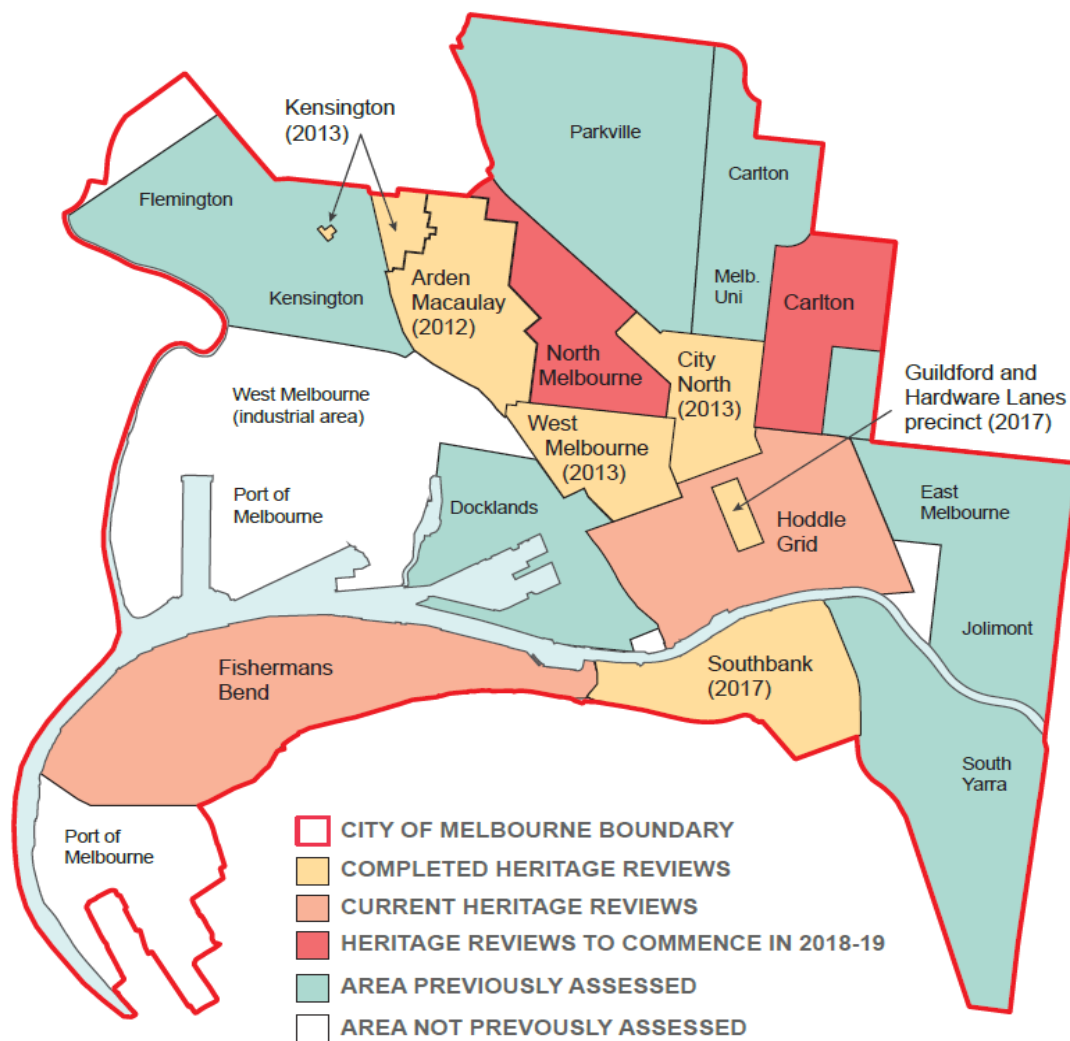 Kensington
(2013)
Parkville
Carlton
Flemington
Kensington
Arden
Macaulay
(2012)
Melb.
Uni
Carlton
North
Melbourne
City
North
(2013)
Guildford and
Hardware Lanes
precinct (2017)
West Melbourne
(industrial area)
West
Melbourne
(2013)
Port of
Melbourne
Docklands
Hoddle
Grid
East
Melbourne
Jolimont
Fishermans
Bend
Southbank
(2017)
South
Yarra
Port of
Melbourne
CITY OF MELBOURNE BOUNDARY
COMPLETED HERITAGE REVIEWS
CURRENT HERITAGE REVIEWS
HERITAGE REVIEWS TO COMMENCE IN 2018-19
AREA PREVIOUSLY ASSESSED
AREA NOT PREVOUSLY ASSESSED